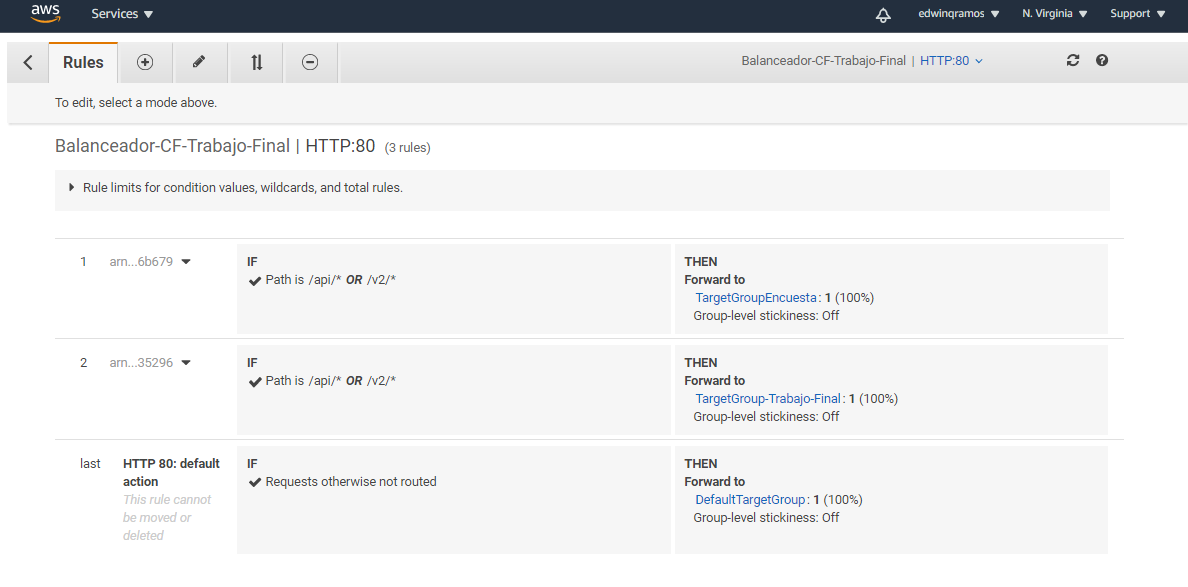 aws Services edwinqramos N. Virginia Support
Rules Balanceador-CF-Trabajo-Final | HTTP:80
To edit, select a mode above.
Balanceador-CF-Trabajo-Final | HTTP:80 (3 rules)
Rule limits for condition values, wildcards, and total rules.
1 arn...6b679
IF
Path is /api/* OR /v2/*
THEN
Forward to
TargetGroupEncuesta: 1 (100%)
Group-level stickiness: Off
2 arn...35296
IF
Path is /api/* OR /v2/*
THEN
Forward to
TargetGroup-Trabajo-Final: 1 (100%)
Group-level stickiness: Off
last HTTP 80: default
action
This rule cannot
be moved or
deleted
IF
Requests otherwise not routed
THEN
Forward to
DefaultTargetGroup: 1 (100%)
Group-level stickiness: Off